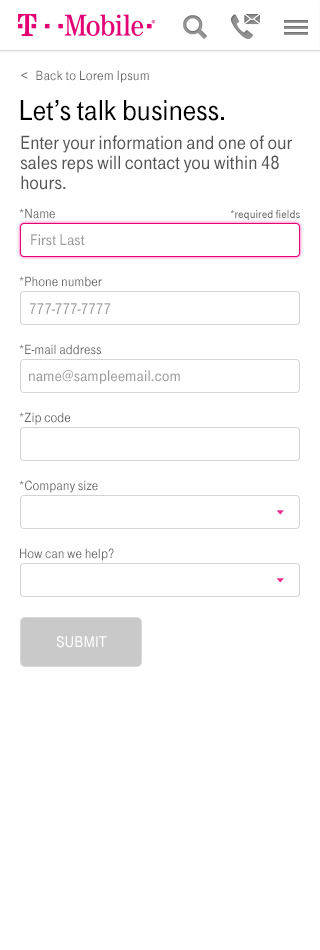 T··Mobile·
< Back to Lorem Ipsum
Let's talk business.
Enter your information and one of our
sales reps will contact you within 48
hours.
*Name *required fields
First Last
*Phone number
777-777-7777
*E-mail address
name@sampleemail.com
*Zip code
*Company size
How can we help?
SUBMIT